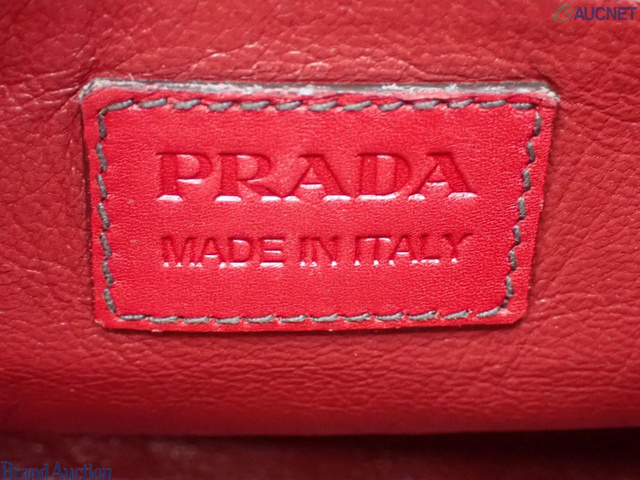 AUCNET
PRADA
MADE IN ITALY
Brand Auction